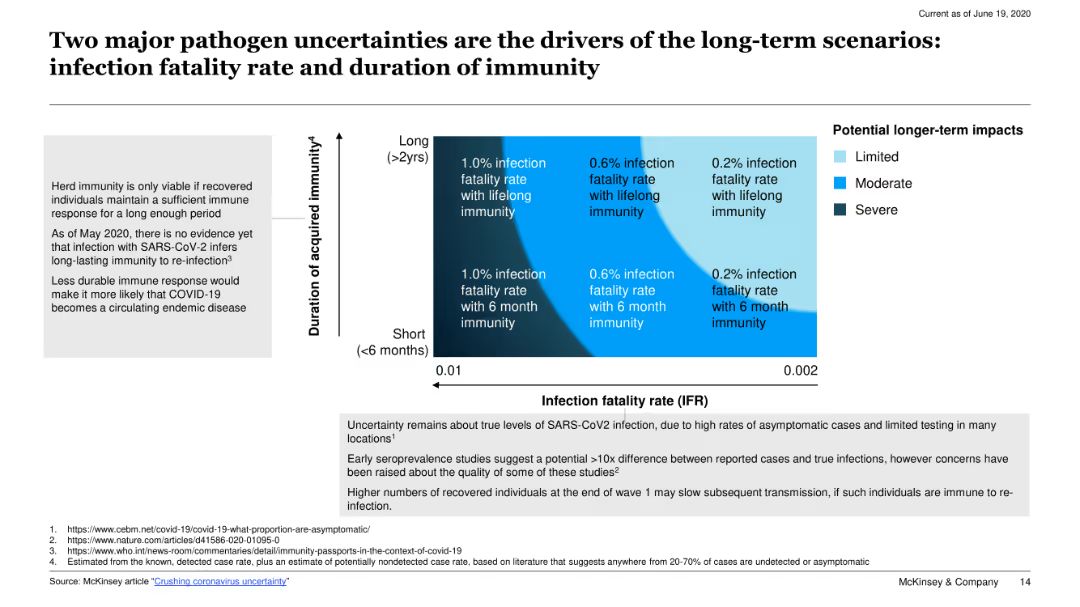 Current as of June 19, 2020
Two major pathogen uncertainties are the drivers of the long-term scenarios:
infection fatality rate and duration of immunity
Herd immunity is only viable if recovered
individuals maintain a sufficient immune
response for a long enough period
As of May 2020, there is no evidence yet
that infection with SARS-CoV-2 infers
long-lasting immunity to re-infection³
Less durable immune response would
make it more likely that COVID-19
becomes a circulating endemic disease
Duration of acquired immunity⁴
Long
(>2yrs)
Short
(<6 months)
1.0% infection
fatality rate
with lifelong
immunity
0.6% infection
fatality rate
with lifelong
immunity
0.2% infection
fatality rate
with lifelong
immunity
1.0% infection
fatality rate
with 6 month
immunity
0.6% infection
fatality rate
with 6 month
immunity
0.2% infection
fatality rate
with 6 month
immunity
0.01
0.002
Infection fatality rate (IFR)
Potential longer-term impacts
Limited
Moderate
Severe
Uncertainty remains about true levels of SARS-CoV2 infection, due to high rates of asymptomatic cases and limited testing in many
locations¹
Early seroprevalence studies suggest a potential >10x difference between reported cases and true infections, however concerns have
been raised about the quality of some of these studies²
Higher numbers of recovered individuals at the end of wave 1 may slow subsequent transmission, if such individuals are immune to re-
infection.
1. https://www.cebm.net/covid-19/covid-19-what-proportion-are-asymptomatic/
2. https://www.nature.com/articles/d41586-020-01095-0
3. https://www.who.int/news-room/commentaries/detail/immunity-passports-in-the-context-of-covid-19
4. Estimated from the known, detected case rate, plus an estimate of potentially nondetected case rate, based on literature that suggests anywhere from 20-70% of cases are undetected or asymptomatic
Source: McKinsey article “Crushing coronavirus uncertainty”
McKinsey & Company 14